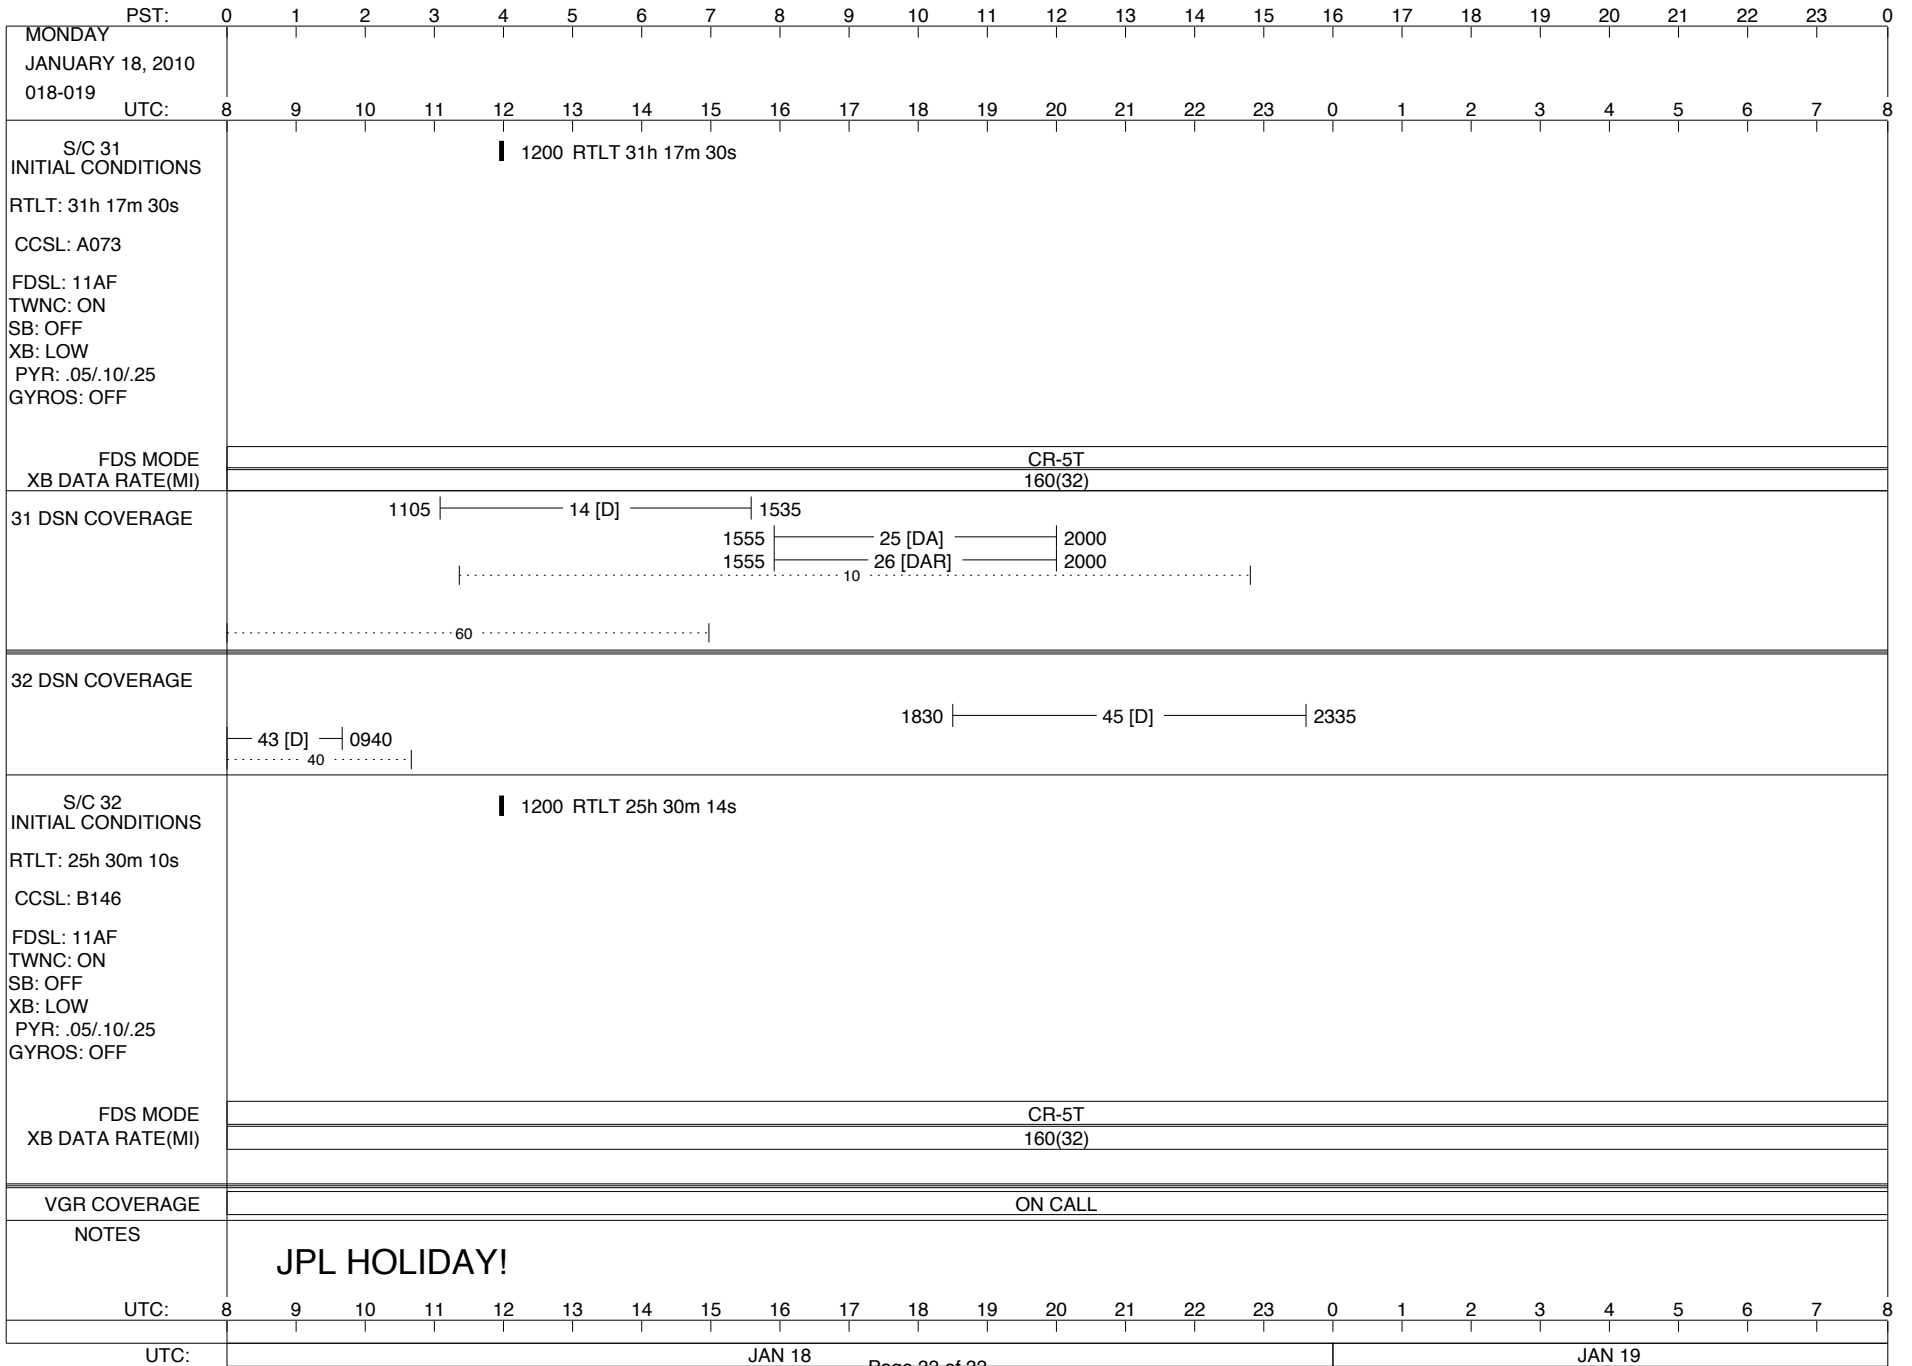 PST: 0 1 2 3 4 5 6 7 8 9 10 11 12 13 14 15 16 17 18 19 20 21 22 23 0
MONDAY
JANUARY 18, 2010
018-019
UTC: 8 9 10 11 12 13 14 15 16 17 18 19 20 21 22 23 0 1 2 3 4 5 6 7 8
S/C 31
1200 RTLT 31h 17m 30s
INITIAL CONDITIONS
RTLT: 31h 17m 30s
CCSL: A073
FDSL: 11AF
TWNC: ON
SB: OFF
XB: LOW
PYR: .05/.10/.25
GYROS: OFF
FDS MODE CR-5T
XB DATA RATE(MI) 160(32)
31 DSN COVERAGE
1105 14 [D] 1535
1555 25 [DA] 2000
1555 26 [DAR] 2000
10
60
32 DSN COVERAGE
1830 45 [D] 2335
43 [D] 0940
40
S/C 32
1200 RTLT 25h 30m 14s
INITIAL CONDITIONS
RTLT: 25h 30m 10s
CCSL: B146
FDSL: 11AF
TWNC: ON
SB: OFF
XB: LOW
PYR: .05/.10/.25
GYROS: OFF
FDS MODE CR-5T
XB DATA RATE(MI) 160(32)
VGR COVERAGE ON CALL
NOTES
JPL HOLIDAY!
UTC: 8 9 10 11 12 13 14 15 16 17 18 19 20 21 22 23 0 1 2 3 4 5 6 7 8
UTC: JAN 18 JAN 19
Page of